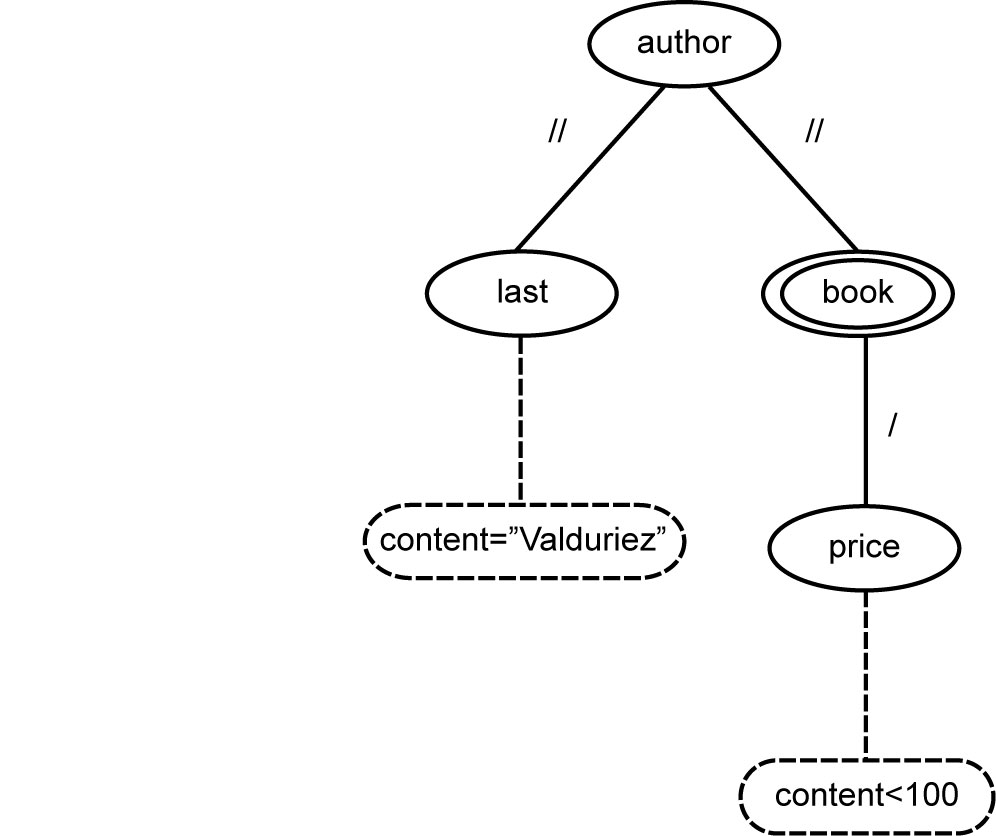 author
//
//
last
book
/
content=”Valduriez”
price
content<100